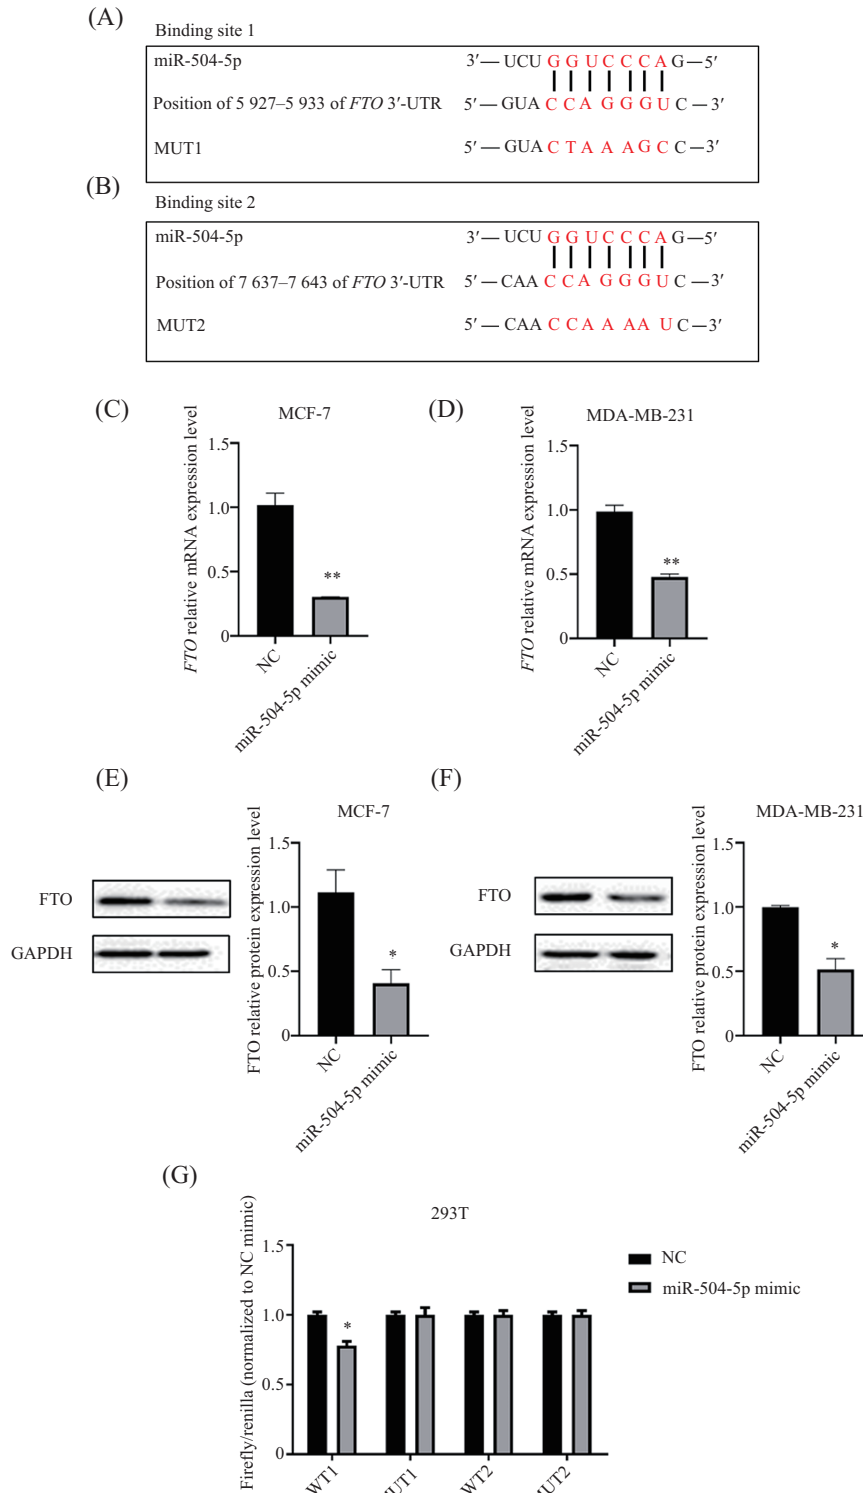 (A)
Binding site 1
miR-504-5p 3′—UCU GGUCCCA G—5′
Position of 5 927–5 933 of FTO 3′-UTR 5′—GUA CCAGGGU C—3′
MUT1 5′—GUA CTAAAGC C—3′
(B)
Binding site 2
miR-504-5p 3′—UCU GGUCCCA G—5′
Position of 7 637–7 643 of FTO 3′-UTR 5′—CAA CCAGGGU C—3′
MUT2 5′—CAA CCAAAAU C—3′
(C)
MCF-7
FTO relative mRNA expression level
1.5
1.0
0.5
0
**
NC
miR-504-5p mimic
(D)
MDA-MB-231
FTO relative mRNA expression level
1.5
1.0
0.5
0
**
NC
miR-504-5p mimic
(E)
FTO
GAPDH
MCF-7
FTO relative protein expression level
1.5
1.0
0.5
0
*
NC
miR-504-5p mimic
(F)
FTO
GAPDH
MDA-MB-231
FTO relative protein expression level
1.5
1.0
0.5
0
*
NC
miR-504-5p mimic
(G)
293T
Firefly/renilla (normalized to NC mimic)
1.5
1.0
0.5
0
*
NC
miR-504-5p mimic
WT1
MUT1
WT2
MUT2